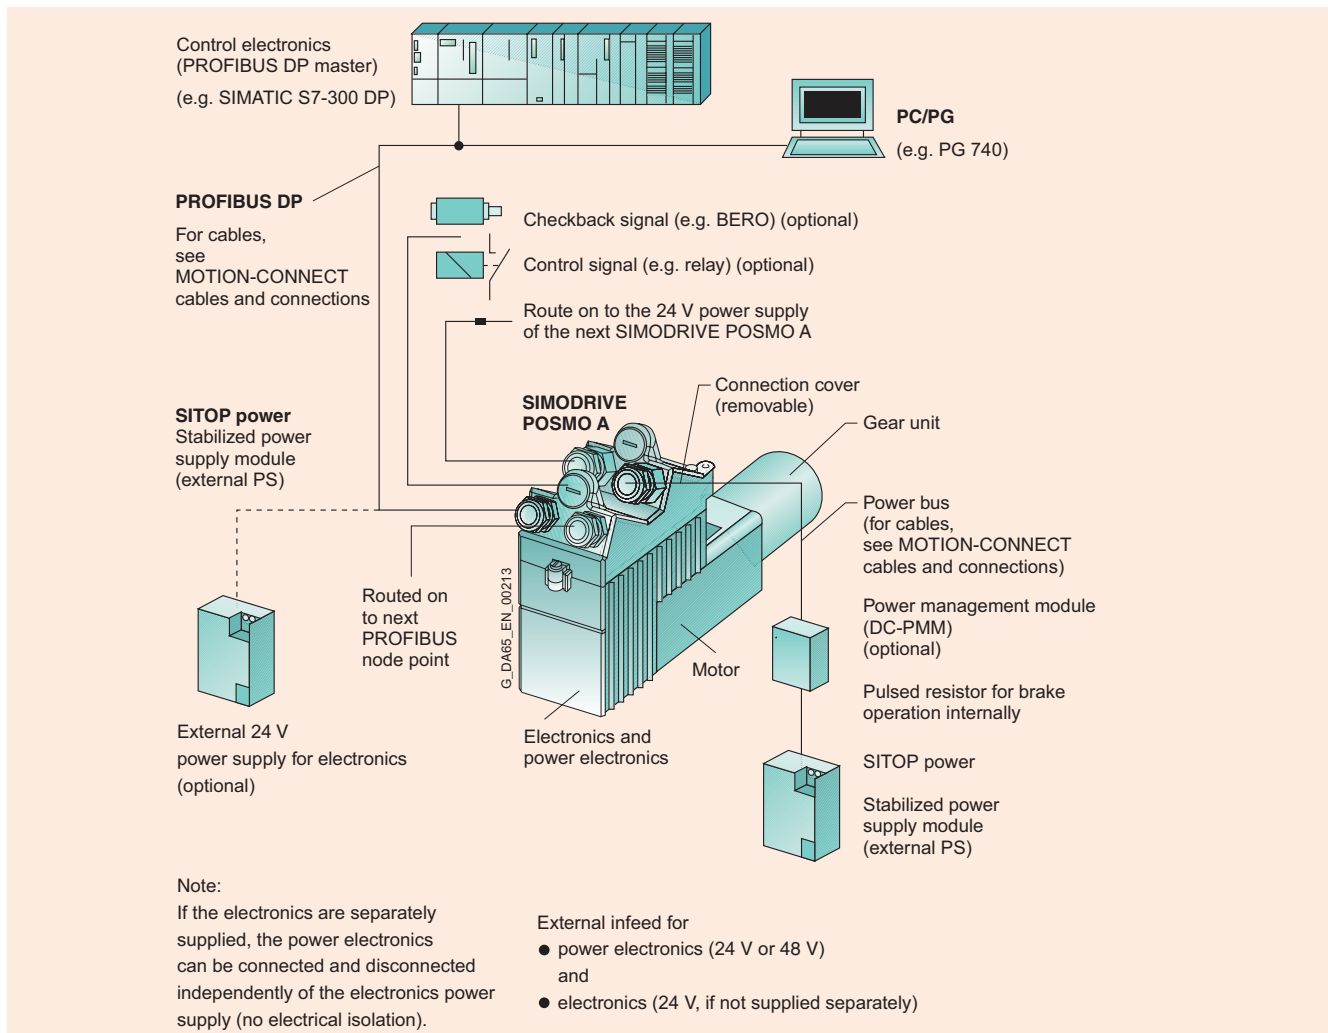 Control electronics
(PROFIBUS DP master)
(e.g. SIMATIC S7-300 DP)
PC/PG
(e.g. PG 740)
PROFIBUS DP
For cables,
see
MOTION-CONNECT
cables and connections
Checkback signal (e.g. BERO) (optional)
Control signal (e.g. relay) (optional)
Route on to the 24 V power supply
of the next SIMODRIVE POSMO A
SITOP power
Stabilized power
supply module
(external PS)
SIMODRIVE
POSMO A
Connection cover
(removable)
Gear unit
Power bus
(for cables,
see MOTION-CONNECT
cables and connections)
Routed on
to next
PROFIBUS
node point
G_DA65_EN_00213
Motor
Power management module
(DC-PMM)
(optional)
Pulsed resistor for brake
operation internally
External 24 V
power supply for electronics
(optional)
Electronics and
power electronics
SITOP power
Stabilized power
supply module
(external PS)
Note:
If the electronics are separately
supplied, the power electronics
can be connected and disconnected
independently of the electronics power
supply (no electrical isolation).
External infeed for
● power electronics (24 V or 48 V)
and
● electronics (24 V, if not supplied separately)